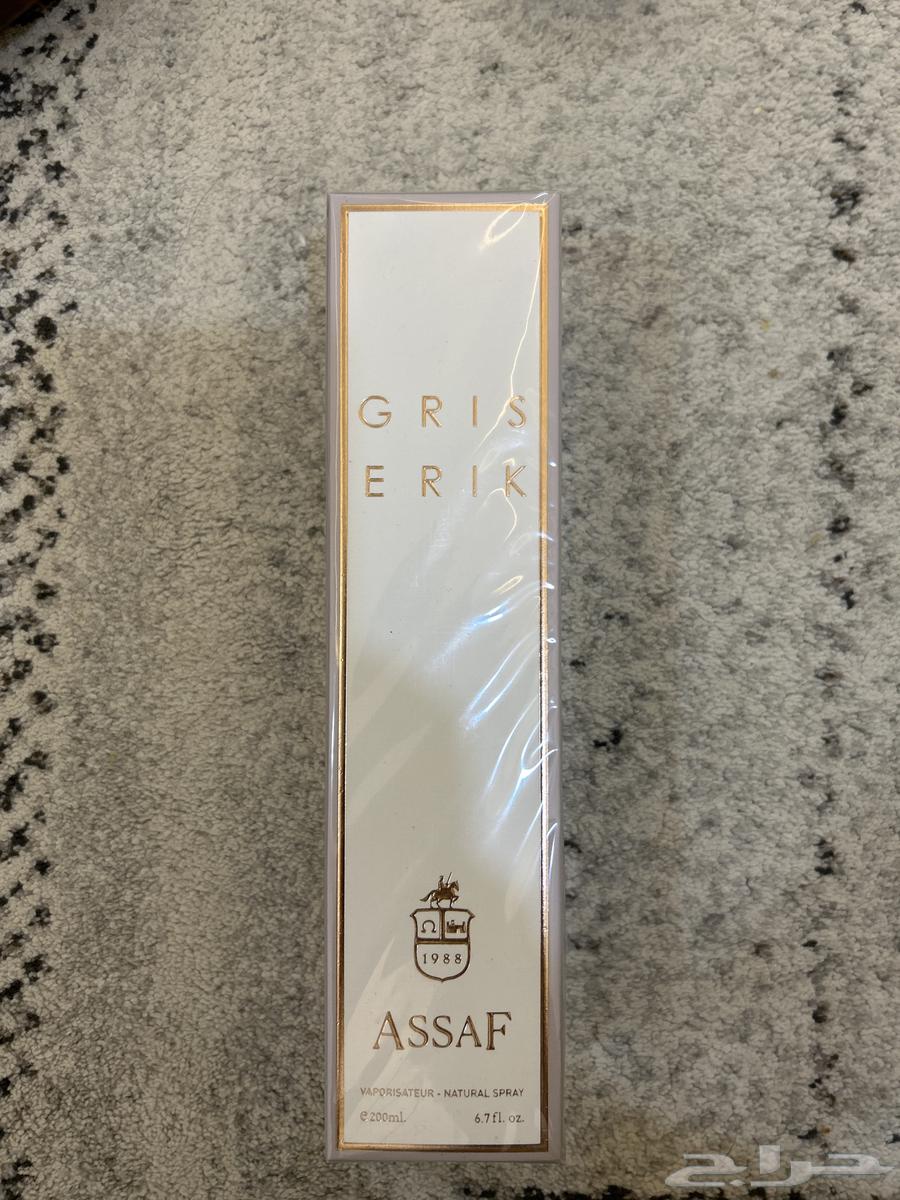 GRIS
ERIK
1988
ASSAF
VAPORISATEUR - NATURAL SPRAY
℮200ml. 6.7 fl. oz.
حراج